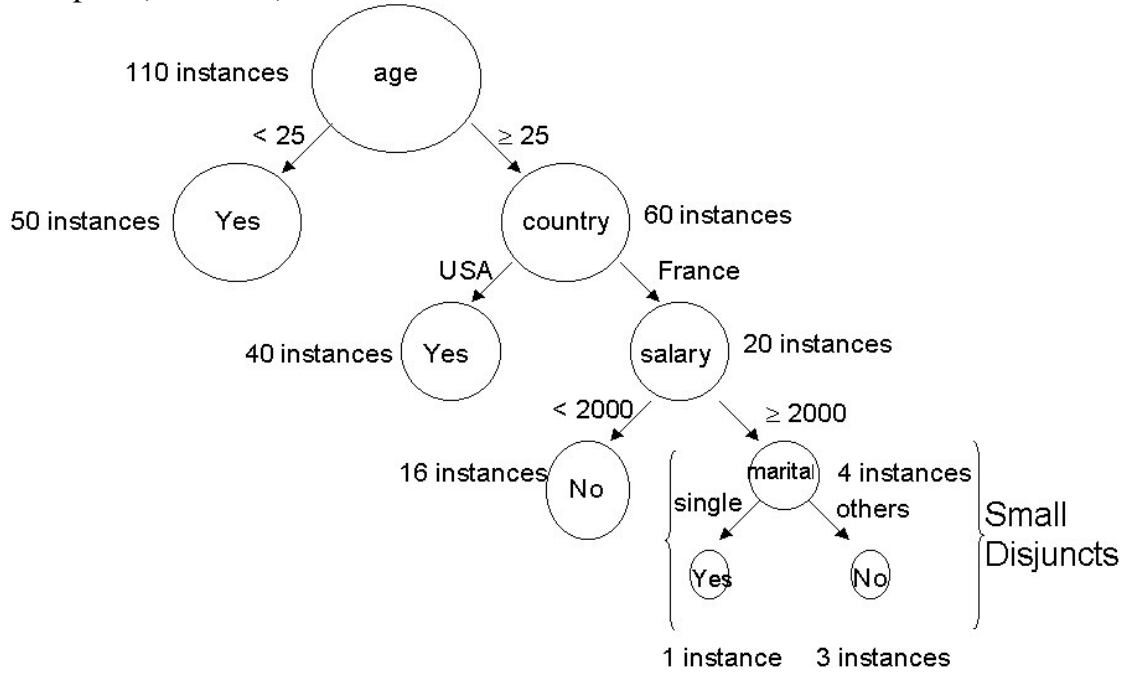 110 instances
age
< 25
≥ 25
50 instances
Yes
country
60 instances
USA
France
40 instances
Yes
salary
20 instances
< 2000
≥ 2000
16 instances
No
marital
4 instances
single
others
Small
Disjuncts
Yes
No
1 instance
3 instances